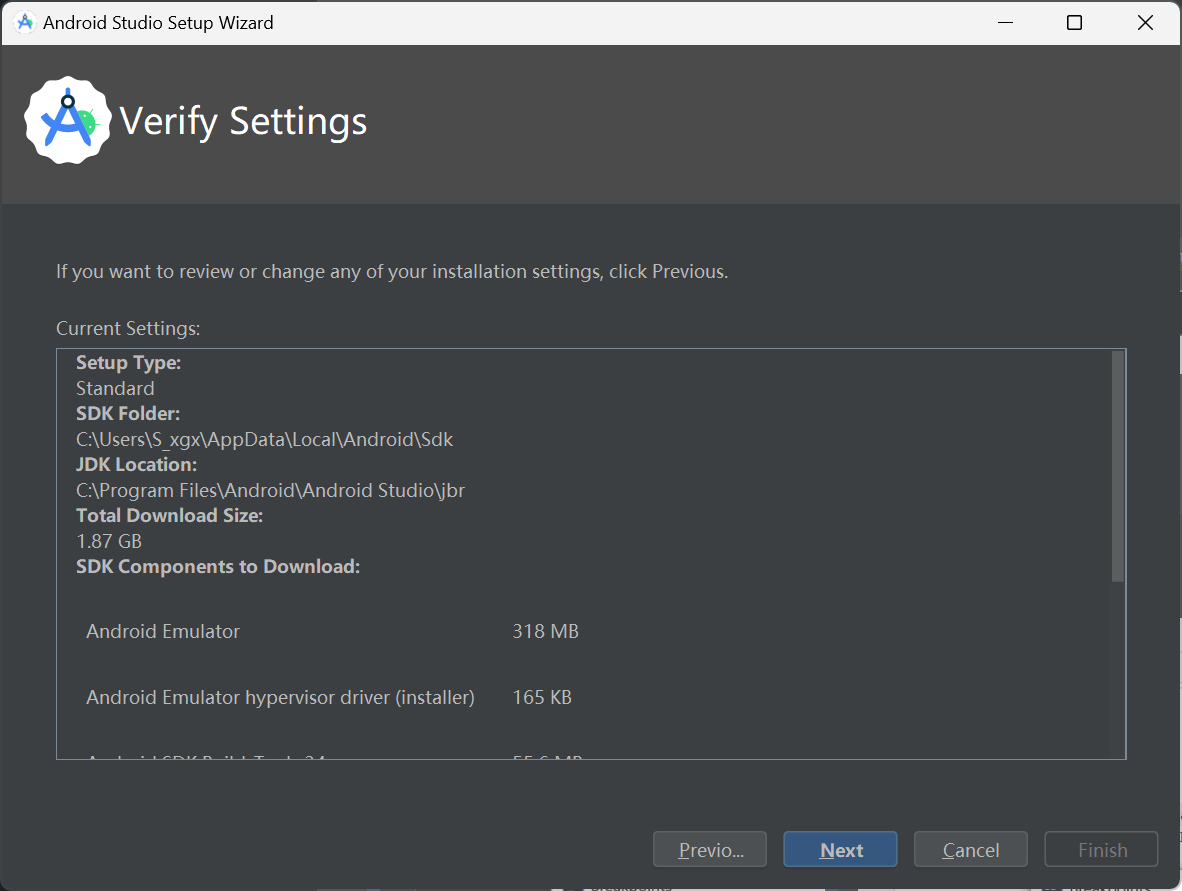 Android Studio Setup Wizard
Verify Settings
If you want to review or change any of your installation settings, click Previous.
Current Settings:
Setup Type:
Standard
SDK Folder:
C:\Users\S_xgx\AppData\Local\Android\Sdk
JDK Location:
C:\Program Files\Android\Android Studio\jbr
Total Download Size:
1.87 GB
SDK Components to Download:
Android Emulator 318 MB
Android Emulator hypervisor driver (installer) 165 KB
Previo... Next Cancel Finish